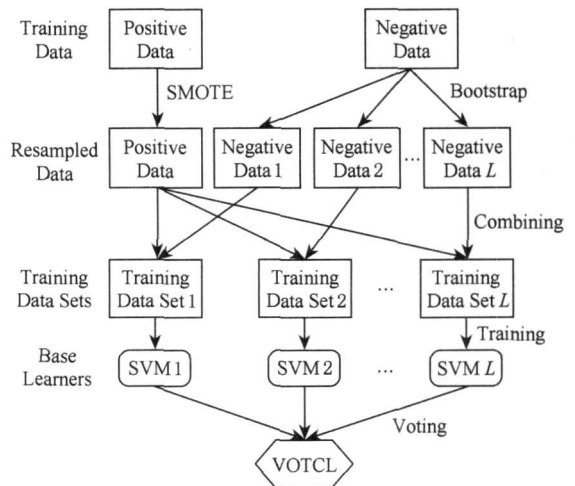 Training
Data
Positive
Data
Negative
Data
SMOTE
Bootstrap
Resampled
Data
Positive
Data
Negative
Data 1
Negative
Data 2
...
Negative
Data L
Combining
Training
Data Sets
Training
Data Set 1
Training
Data Set 2
...
Training
Data Set L
Training
Base
Learners
SVM 1
SVM 2
...
SVM L
Voting
VOTCL